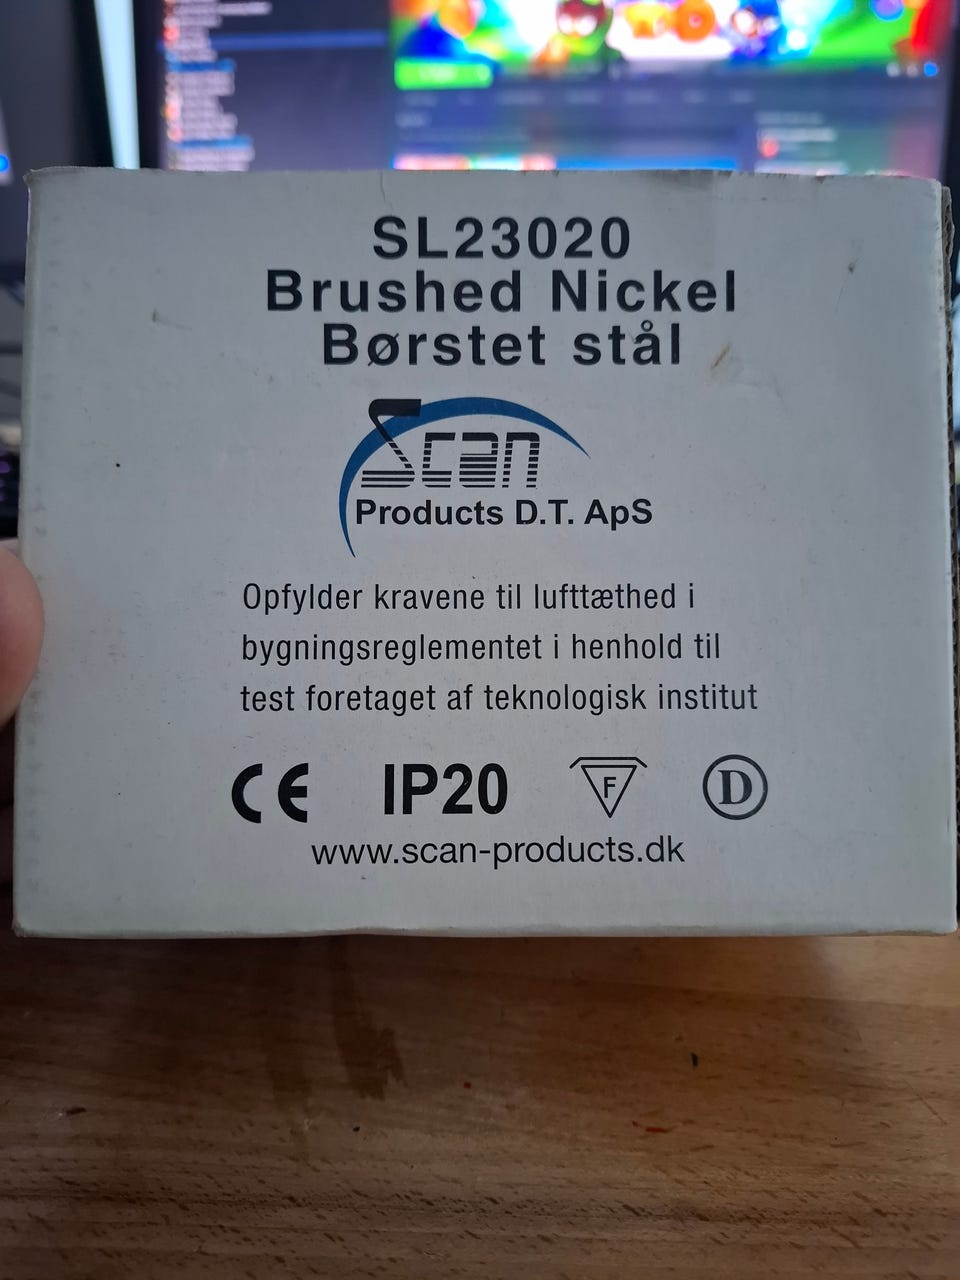 SL23020
Brushed Nickel
Børstet stål
Scan
Products D.T. ApS
Opfylder kravene til lufttæthed i
bygningsreglementet i henhold til
test foretaget af teknologisk institut
CE IP20 F D
www.scan-products.dk